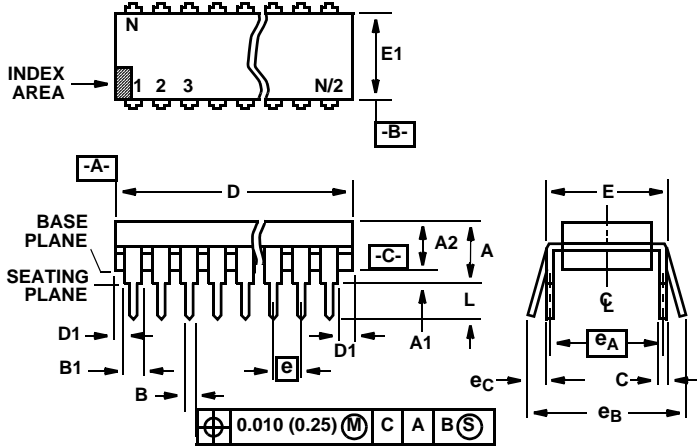 N
E1
INDEX
AREA
1 2 3 N/2
-B-
-A-
D
E
BASE
PLANE
A2
A
-C-
SEATING
PLANE
L
C
L
D1
D1
A1
B1
e
eA
B
eC
C
eB
0.010 (0.25) M C A B S